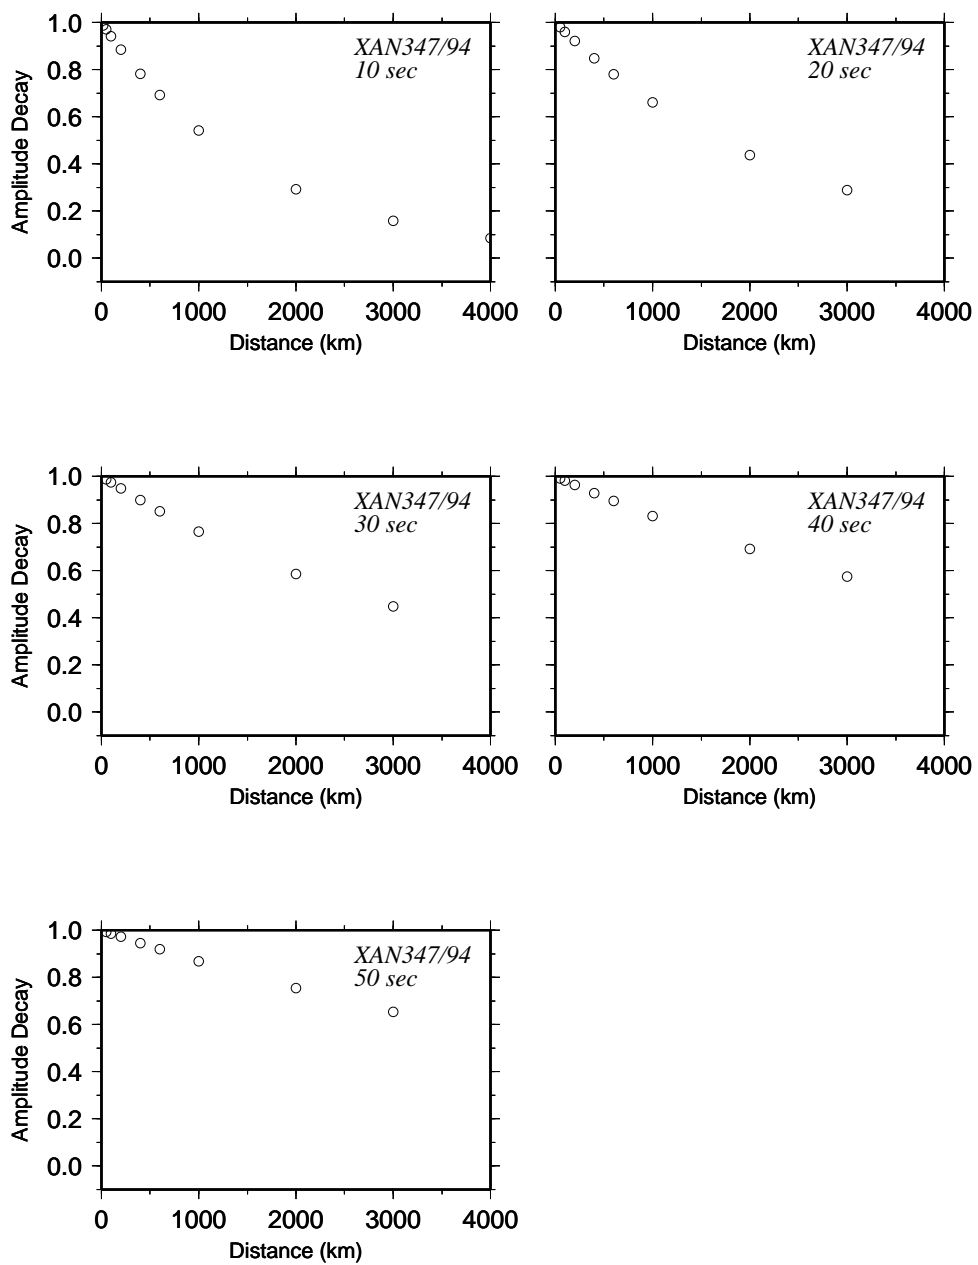 1.0
0.8
0.6
0.4
0.2
0.0
Amplitude Decay
XAN347/94
10 sec
0 1000 2000 3000 4000
Distance (km)
XAN347/94
20 sec
0 1000 2000 3000 4000
Distance (km)
1.0
0.8
0.6
0.4
0.2
0.0
Amplitude Decay
XAN347/94
30 sec
0 1000 2000 3000 4000
Distance (km)
XAN347/94
40 sec
0 1000 2000 3000 4000
Distance (km)
1.0
0.8
0.6
0.4
0.2
0.0
Amplitude Decay
XAN347/94
50 sec
0 1000 2000 3000 4000
Distance (km)